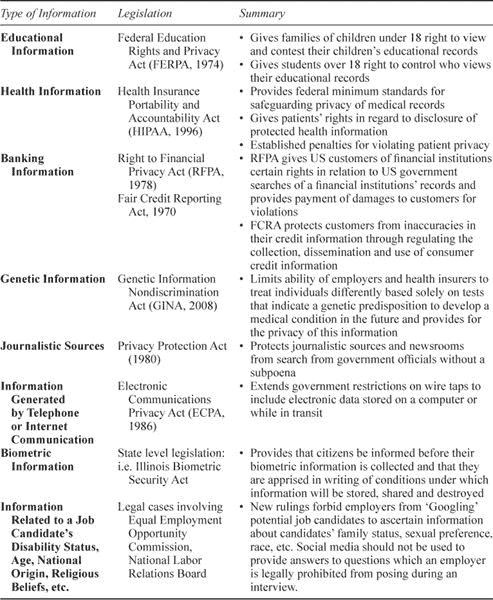 Type of Information Legislation Summary
Educational
Information
Federal Education
Rights and Privacy
Act (FERPA, 1974)
• Gives families of children under 18 right to view
and contest their children's educational records
• Gives students over 18 right to control who views
their educational records
Health Information
Health Insurance
Portability and
Accountability Act
(HIPAA, 1996)
• Provides federal minimum standards for
safeguarding privacy of medical records
• Gives patients' rights in regard to disclosure of
protected health information
• Established penalties for violating patient privacy
Banking
Information
Right to Financial
Privacy Act (RFPA,
1978)
Fair Credit Reporting
Act, 1970
• RFPA gives US customers of financial institutions
certain rights in relation to US government
searches of a financial institutions' records and
provides payment of damages to customers for
violations
• FCRA protects customers from inaccuracies in
their credit information through regulating the
collection, dissemination and use of consumer
credit information
Genetic Information
Genetic Information
Nondiscrimination
Act (GINA, 2008)
• Limits ability of employers and health insurers to
treat individuals differently based solely on tests
that indicate a genetic predisposition to develop a
medical condition in the future and provides for
the privacy of this information
Journalistic Sources
Privacy Protection Act
(1980)
• Protects journalistic sources and newsrooms
from search from government officials without a
subpoena
Information
Generated
by Telephone
or Internet
Communication
Electronic
Communications
Privacy Act (ECPA,
1986)
• Extends government restrictions on wire taps to
include electronic data stored on a computer or
while in transit
Biometric
Information
State level legislation:
i.e. Illinois Biometric
Security Act
• Provides that citizens be informed before their
biometric information is collected and that they
are apprised in writing of conditions under which
information will be stored, shared and destroyed
Information
Related to a Job
Candidate's
Disability Status,
Age, National
Origin, Religious
Beliefs, etc.
Legal cases involving
Equal Employment
Opportunity
Commission,
National Labor
Relations Board
• New rulings forbid employers from 'Googling'
potential job candidates to ascertain information
about candidates' family status, sexual preference,
race, etc. Social media should not be used to
provide answers to questions which an employer
is legally prohibited from posing during an
interview.